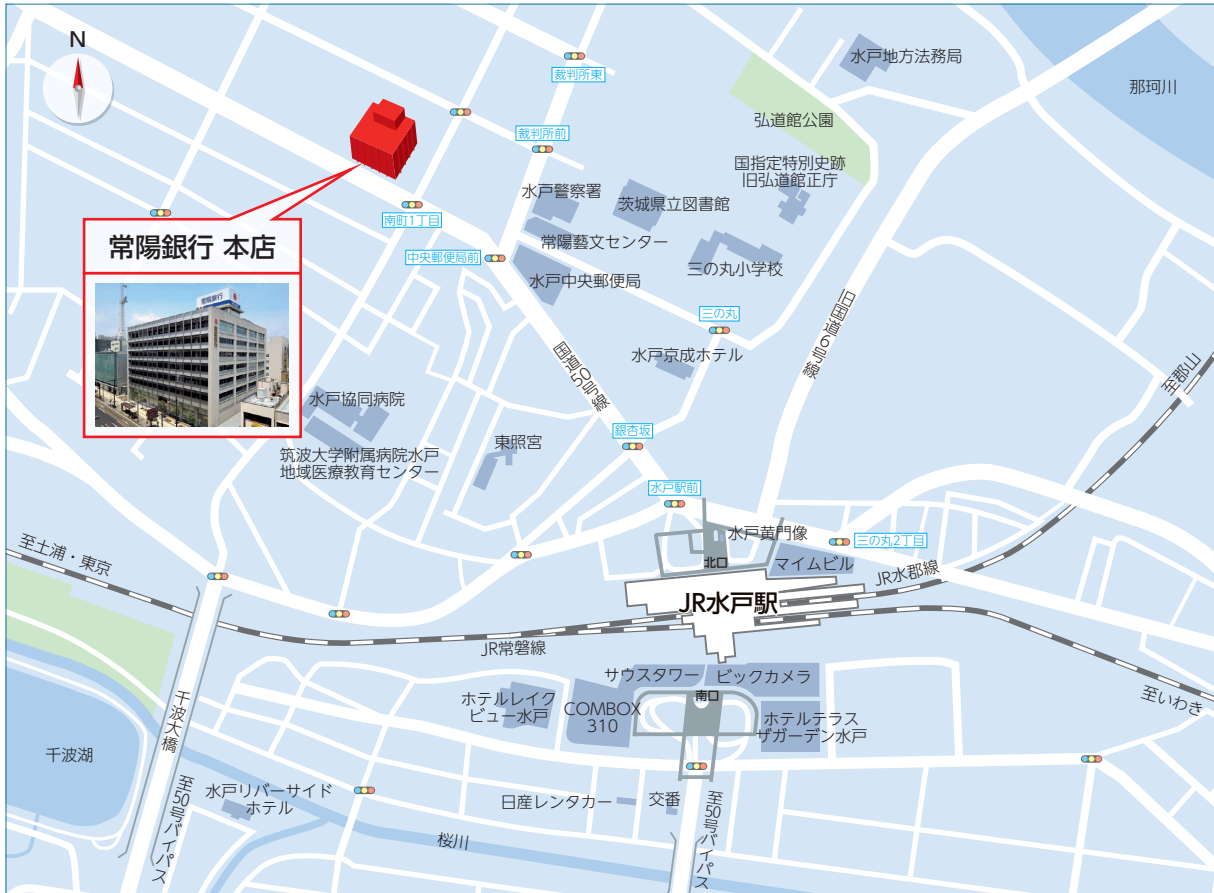 N
裁判所東
水戸地方法務局
那珂川
弘道館公園
裁判所前
国指定特別史跡
旧弘道館正庁
水戸警察署
茨城県立図書館
南町1丁目
常陽銀行 本店
常陽銀行
中央郵便局前
常陽藝文センター
水戸中央郵便局
三の丸小学校
三の丸
旧国道6号線
水戸京成ホテル
国道50号線
至郡山
水戸協同病院
筑波大学附属病院水戸
地域医療教育センター
東照宮
銀杏坂
水戸駅前
水戸黄門像
三の丸2丁目
至土浦・東京
北口
マイムビル
JR水郡線
JR水戸駅
JR常磐線
サウスタワー
ビックカメラ
至いわき
南口
ホテルレイク
ビュー水戸
COMBOX
310
ホテルテラス
ザガーデン水戸
千波大橋
千波湖
至50号バイパス
水戸リバーサイド
ホテル
日産レンタカー
交番
至50号バイパス
桜川